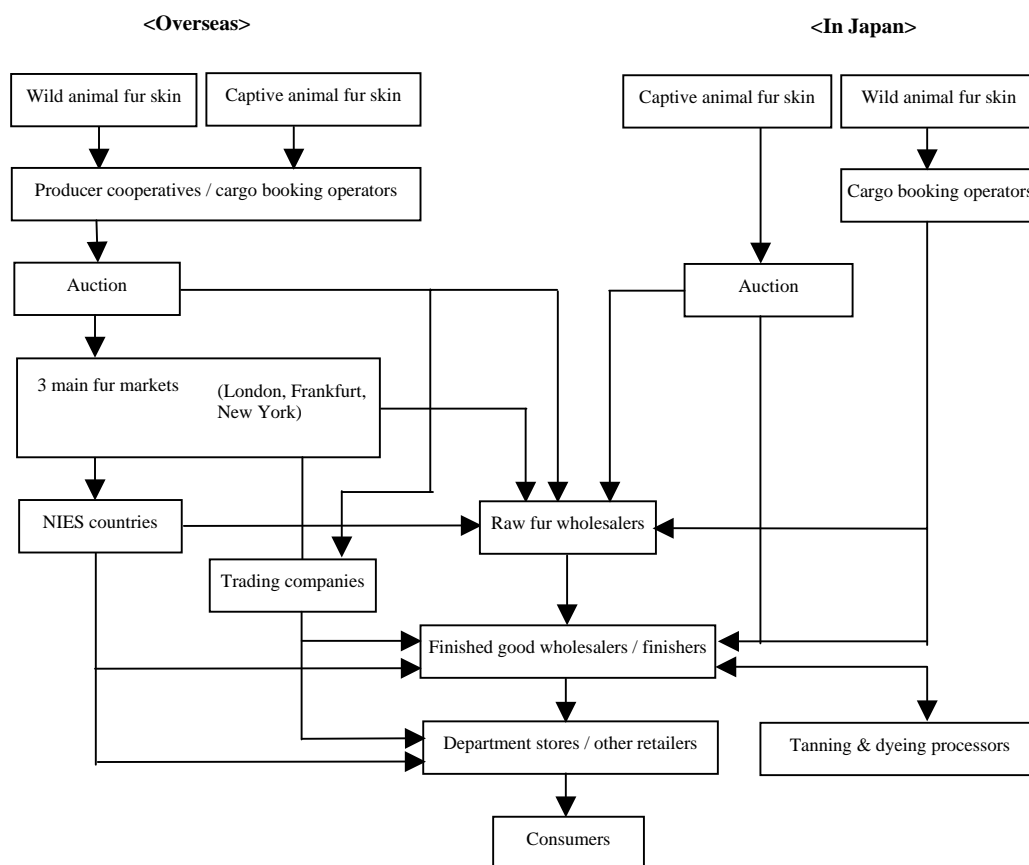 <Overseas>
<In Japan>
Wild animal fur skin
Captive animal fur skin
Captive animal fur skin
Wild animal fur skin
Producer cooperatives / cargo booking operators
Cargo booking operators
Auction
Auction
3 main fur markets
(London, Frankfurt,
New York)
NIES countries
Raw fur wholesalers
Trading companies
Finished good wholesalers / finishers
Department stores / other retailers
Tanning & dyeing processors
Consumers